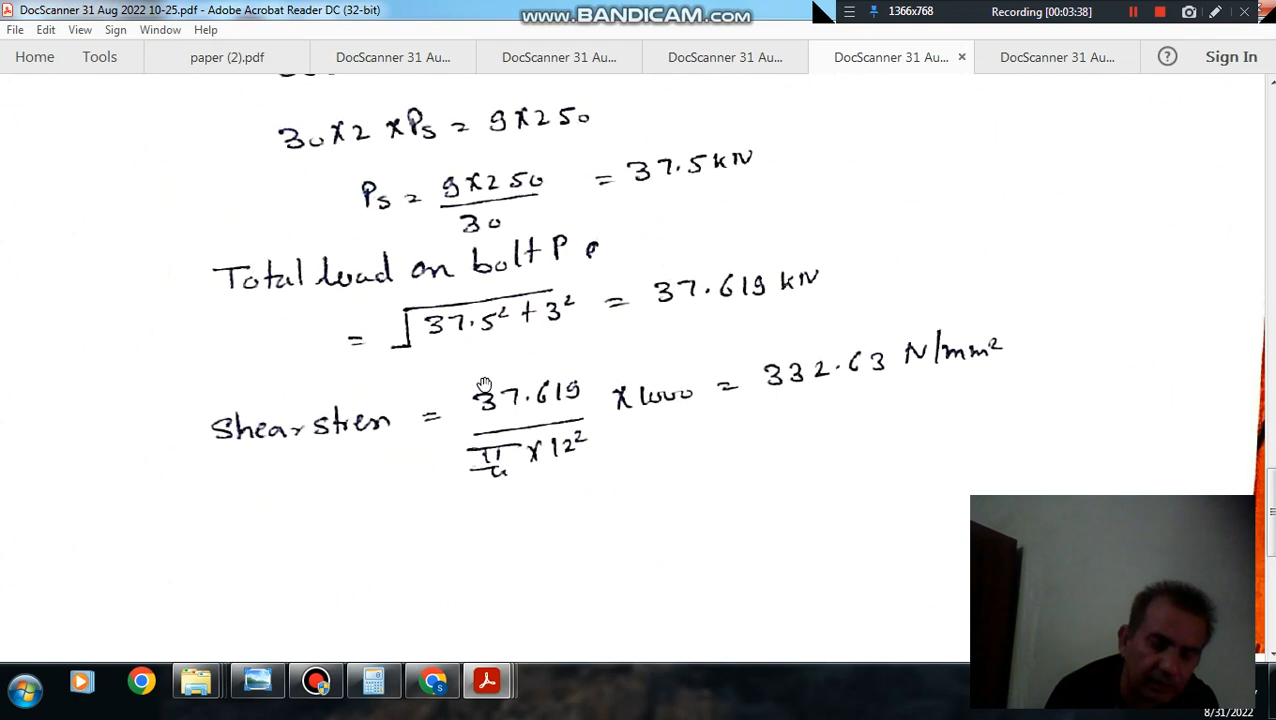 DocScanner 31 Aug 2022 10-25.pdf - Adobe Acrobat Reader DC (32-bit)
www.BANDICAM.com
1366x768
Recording [00:03:38]
File Edit View Sign Window Help
Home Tools paper (2).pdf DocScanner 31 Au... DocScanner 31 Au... DocScanner 31 Au... DocScanner 31 Au... × DocScanner 31 Au... Sign In
30 x 2 x Ps = 9 x 250
Ps = 9 x 250 / 30 = 37.5 kN
Total load on bolt P
= √37.5² + 3² = 37.619 kN
Shear stren = 37.619 / π/4 x 12² x 1000 = 332.63 N/mm²
8/31/2022